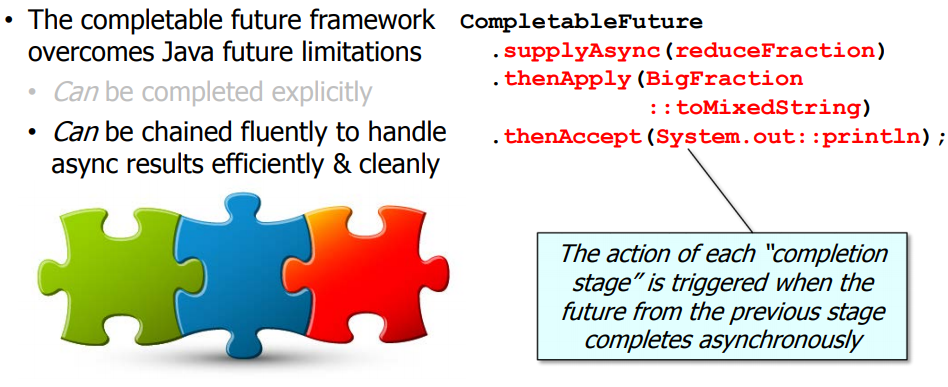 • The completable future framework
overcomes Java future limitations
• Can be completed explicitly
• Can be chained fluently to handle
async results efficiently & cleanly
CompletableFuture
.supplyAsync(reduceFraction)
.thenApply(BigFraction
::toMixedString)
.thenAccept(System.out::println);
The action of each “completion
stage” is triggered when the
future from the previous stage
completes asynchronously